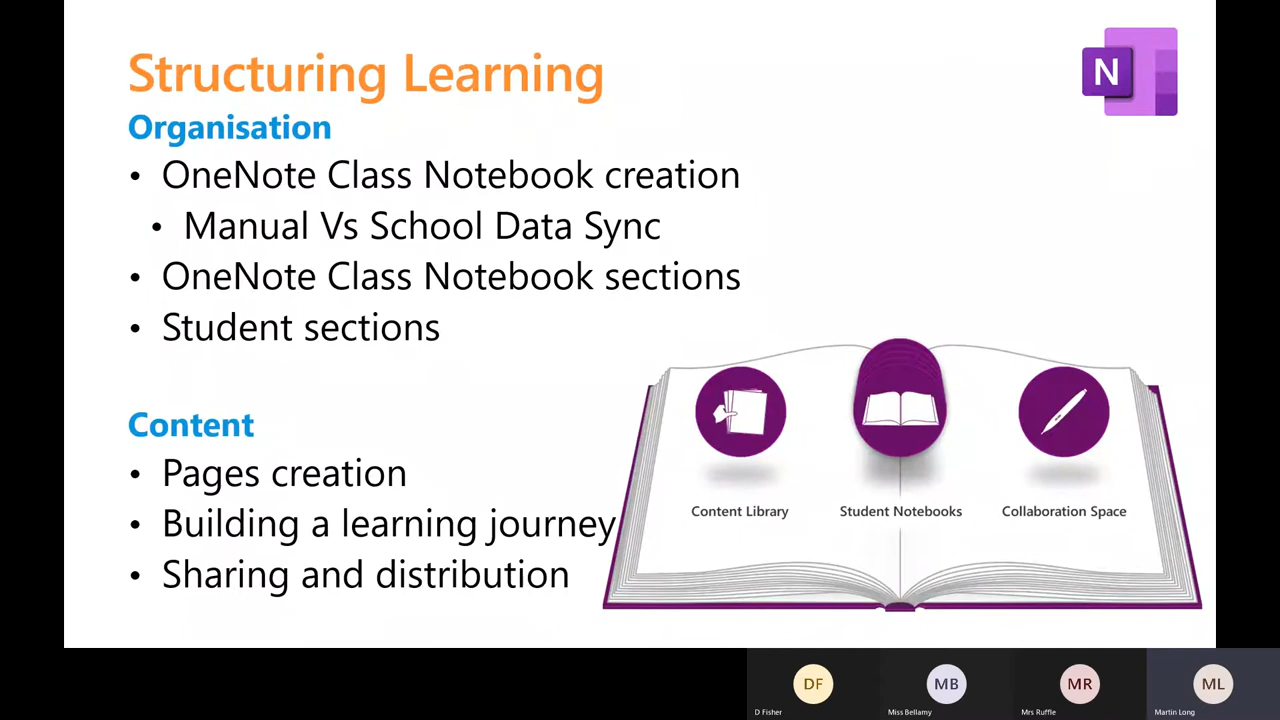 Structuring Learning
N
Organisation
• OneNote Class Notebook creation
• Manual Vs School Data Sync
• OneNote Class Notebook sections
• Student sections
Content
• Pages creation
• Building a learning journey
• Sharing and distribution
Content Library
Student Notebooks
Collaboration Space
DF
MB
MR
ML
D Fisher
Miss Bellamy
Mrs Ruffle
Martin Long